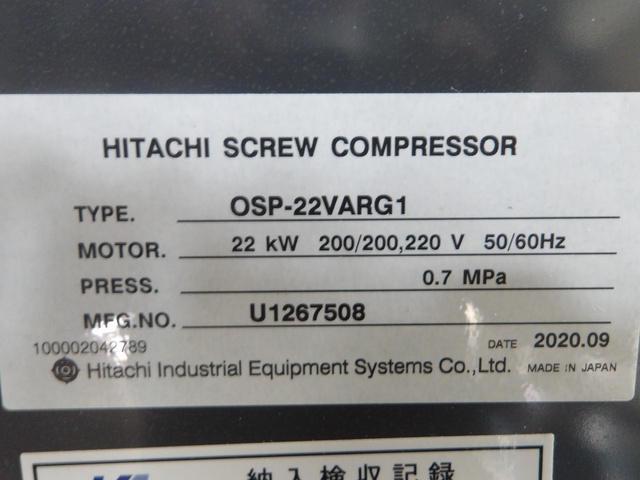 HITACHI SCREW COMPRESSOR
TYPE. OSP-22VARG1
MOTOR. 22 kW 200/200,220 V 50/60Hz
PRESS. 0.7 MPa
MFG.NO. U1267508
100002042789 DATE 2020.09
Hitachi Industrial Equipment Systems Co.,Ltd. MADE IN JAPAN
納入検収記録